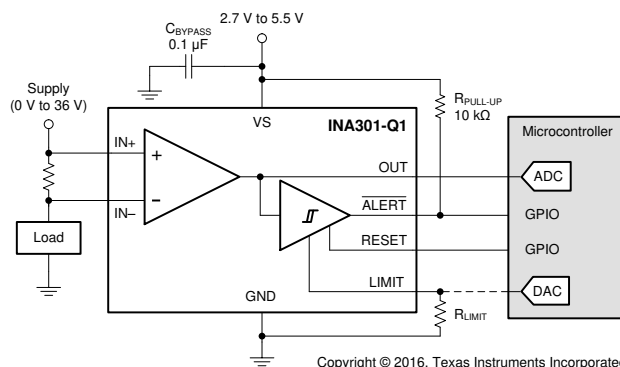 2.7 V to 5.5 V
CBYPASS
0.1 µF
Supply
(0 V to 36 V)
RPULL-UP
10 kΩ
VS
INA301-Q1
Microcontroller
IN+
+
OUT
ADC
−
IN−
ALERT
GPIO
RESET
GPIO
Load
LIMIT
DAC
GND
RLIMIT
Copyright © 2016, Texas Instruments Incorporated